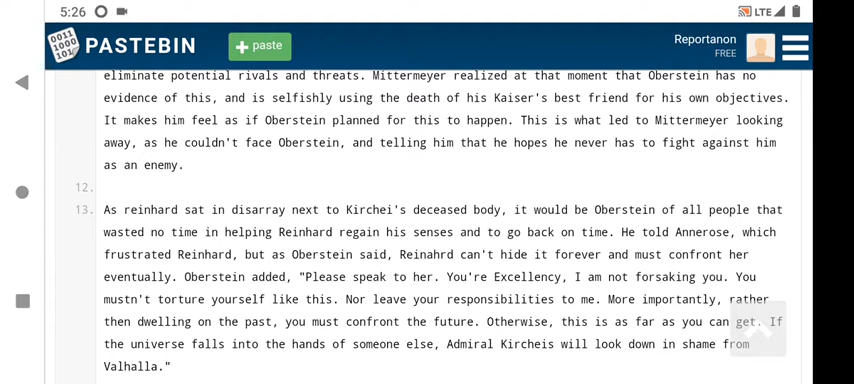 5:26 LTE
0011
1000
101
PASTEBIN + paste Reportanon
FREE
eliminate potential rivals and threats. Mittermeyer realized at that moment that Oberstein has no
evidence of this, and is selfishly using the death of his Kaiser's best friend for his own objectives.
It makes him feel as if Oberstein planned for this to happen. This is what led to Mittermeyer looking
away, as he couldn't face Oberstein, and telling him that he hopes he never has to fight against him
as an enemy.
12.
13. As reinhard sat in disarray next to Kirchei's deceased body, it would be Oberstein of all people that
wasted no time in helping Reinhard regain his senses and to go back on time. He told Annerose, which
frustrated Reinhard, but as Oberstein said, Reinahrd can't hide it forever and must confront her
eventually. Oberstein added, "Please speak to her. You're Excellency, I am not forsaking you. You
mustn't torture yourself like this. Nor leave your responsibilities to me. More importantly, rather
then dwelling on the past, you must confront the future. Otherwise, this is as far as you can get. If
the universe falls into the hands of someone else, Admiral Kircheis will look down in shame from
Valhalla."